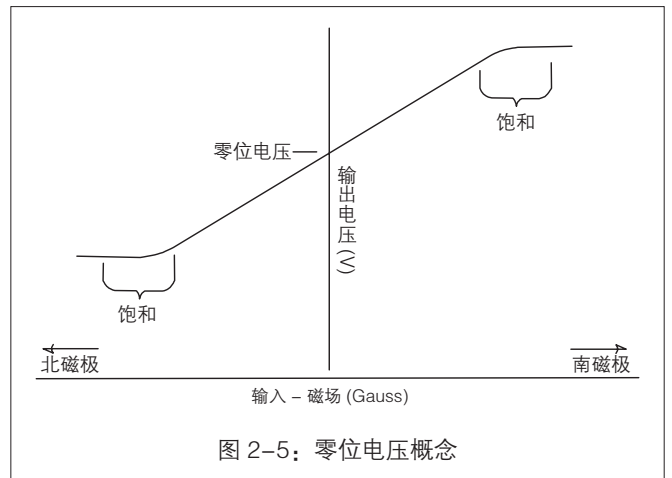 饱和
零位电压
输出电压 (V)
饱和
北磁极
南磁极
输入 – 磁场 (Gauss)
图 2–5：零位电压概念